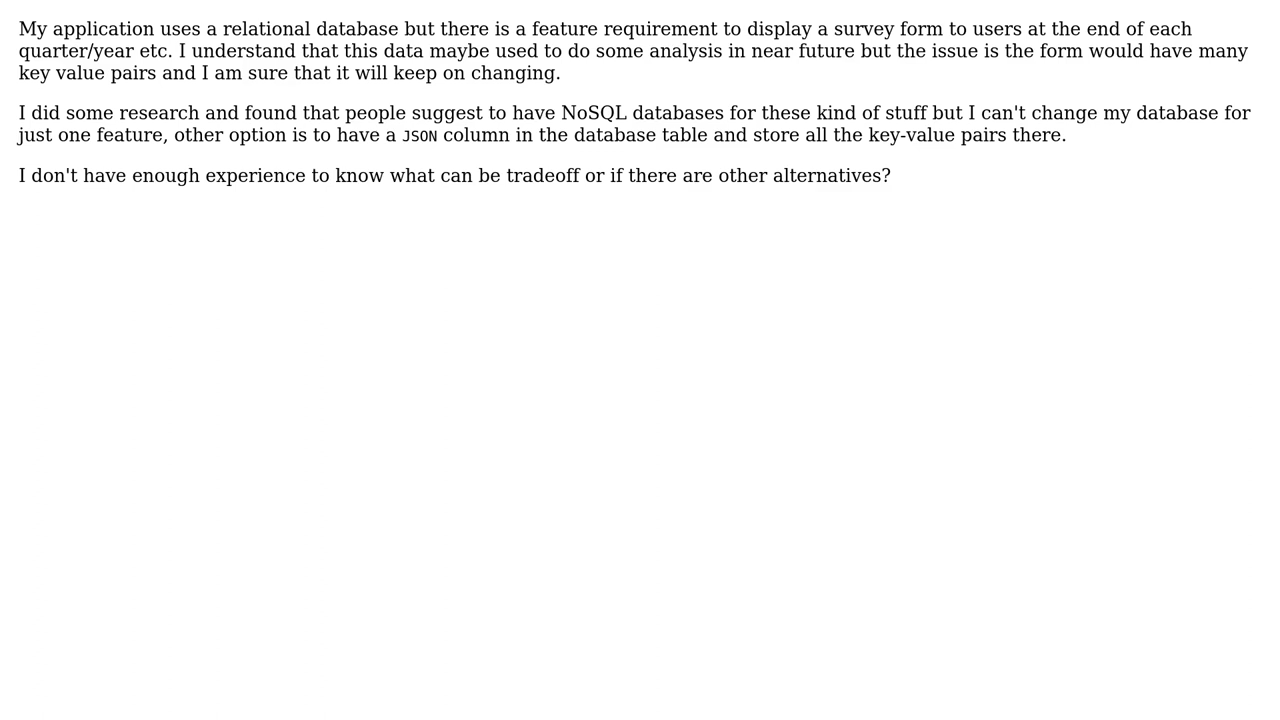 My application uses a relational database but there is a feature requirement to display a survey form to users at the end of each
quarter/year etc. I understand that this data maybe used to do some analysis in near future but the issue is the form would have many
key value pairs and I am sure that it will keep on changing.
I did some research and found that people suggest to have NoSQL databases for these kind of stuff but I can't change my database for
just one feature, other option is to have a JSON column in the database table and store all the key-value pairs there.
I don't have enough experience to know what can be tradeoff or if there are other alternatives?